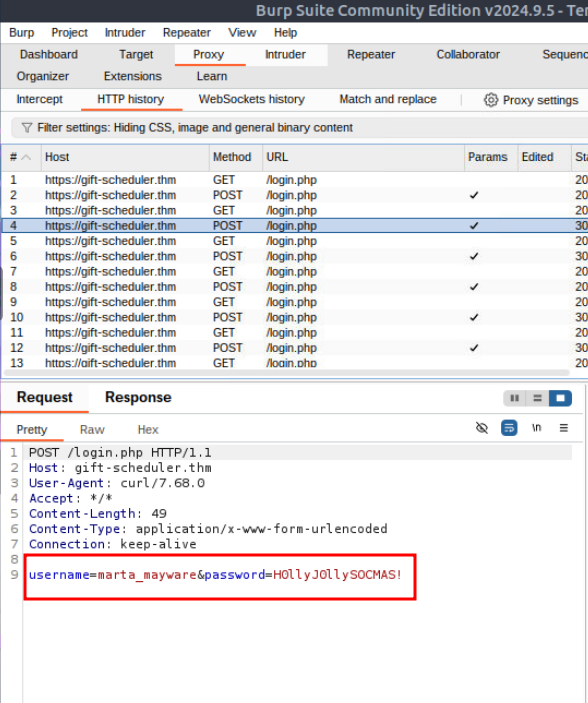 Burp Suite Community Edition v2024.9.5 - Te
Burp Project Intruder Repeater View Help
Dashboard Target Proxy Intruder Repeater Collaborator Sequenc
Organizer Extensions Learn
Intercept HTTP history WebSockets history Match and replace Proxy settings
Filter settings: Hiding CSS, image and general binary content
# Host Method URL Params Edited Sta
1 https://gift-scheduler.thm GET /login.php 20
2 https://gift-scheduler.thm POST /login.php ✓ 20
3 https://gift-scheduler.thm GET /login.php 20
4 https://gift-scheduler.thm POST /login.php ✓ 30
5 https://gift-scheduler.thm GET /login.php 20
6 https://gift-scheduler.thm POST /login.php ✓ 30
7 https://gift-scheduler.thm GET /login.php 20
8 https://gift-scheduler.thm POST /login.php ✓ 30
9 https://gift-scheduler.thm GET /login.php 20
10 https://gift-scheduler.thm POST /login.php ✓ 30
11 https://gift-scheduler.thm GET /login.php 20
12 https://gift-scheduler.thm POST /login.php ✓ 30
13 https://gift-scheduler.thm GET /login.php 20
Request Response
Pretty Raw Hex \n
1 POST /login.php HTTP/1.1
2 Host: gift-scheduler.thm
3 User-Agent: curl/7.68.0
4 Accept: */*
5 Content-Length: 49
6 Content-Type: application/x-www-form-urlencoded
7 Connection: keep-alive
8
9 username=marta_mayware&password=H0llyJ0llySOCMAS!